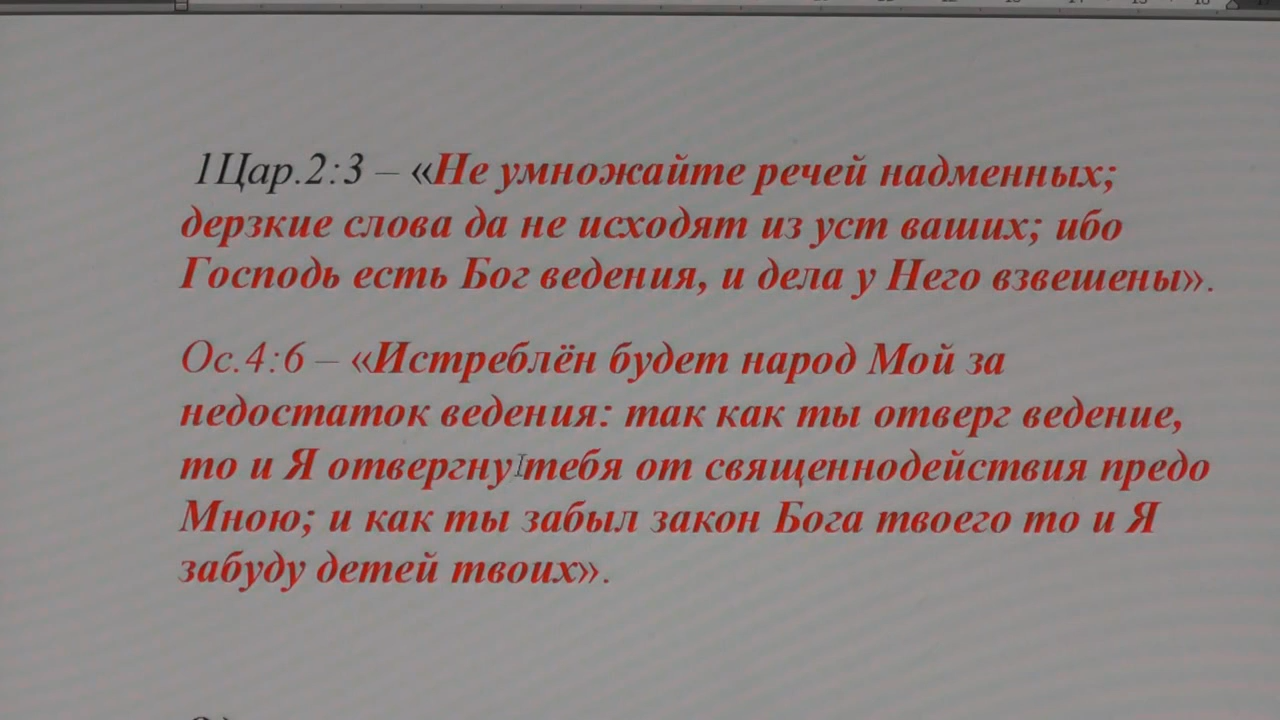 1Цар.2:3 – «Не умножайте речей надменных;
дерзкие слова да не исходят из уст ваших; ибо
Господь есть Бог ведения, и дела у Него взвешены».
Ос.4:6 – «Истреблён будет народ Мой за
недостаток ведения: так как ты отверг ведение,
то и Я отвергну тебя от священнодействия предо
Мною; и как ты забыл закон Бога твоего то и Я
забуду детей твоих».